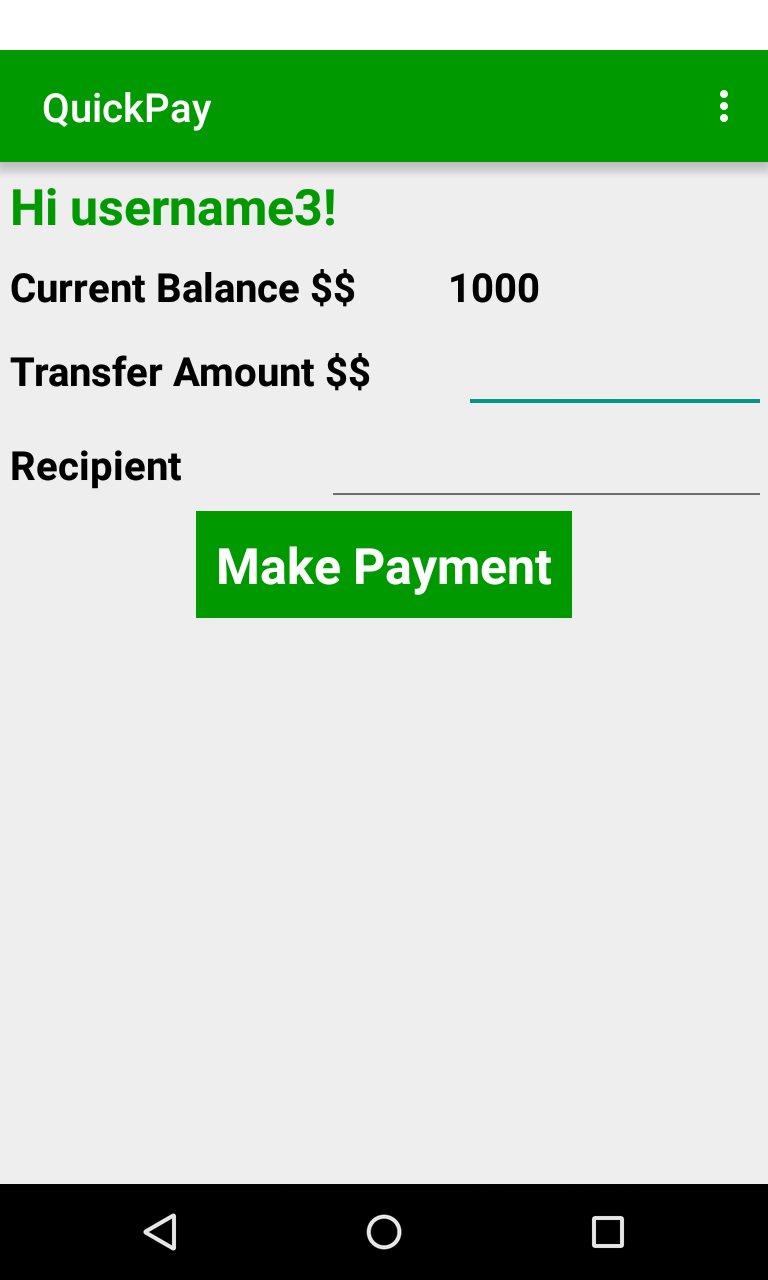 QuickPay
Hi username3!
Current Balance $$ 1000
Transfer Amount $$
Recipient
Make Payment